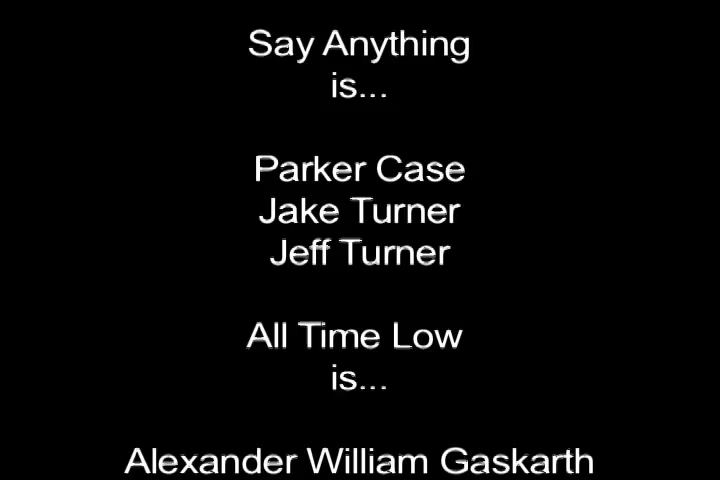 Say Anything
is...
Parker Case
Jake Turner
Jeff Turner
All Time Low
is...
Alexander William Gaskarth